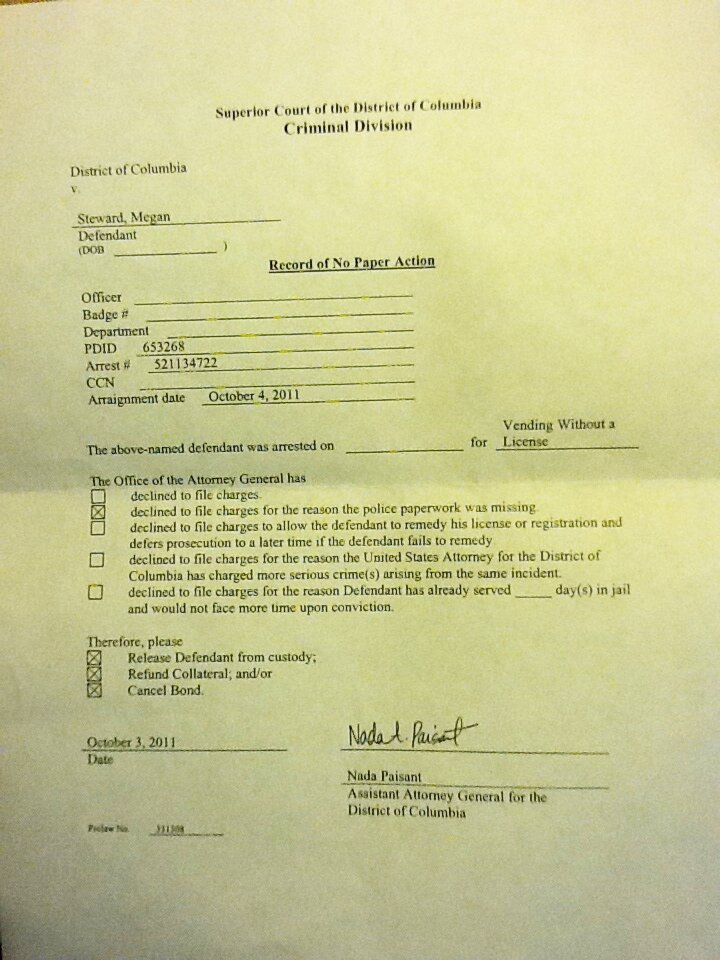 Superior Court of the District of Columbia
Criminal Division
District of Columbia
v.
Steward, Megan
Defendant
(DOB )
Record of No Paper Action
Officer
Badge #
Department
PDID 653268
Arrest # 521134722
CCN
Arraignment date October 4, 2011
The above-named defendant was arrested on for Vending Without a
License
The Office of the Attorney General has
declined to file charges.
declined to file charges for the reason the police paperwork was missing
declined to file charges to allow the defendant to remedy his license or registration and
defers prosecution to a later time if the defendant fails to remedy
declined to file charges for the reason the United States Attorney for the District of
Columbia has charged more serious crime(s) arising from the same incident.
declined to file charges for the reason Defendant has already served day(s) in jail
and would not face more time upon conviction.
Therefore, please
Release Defendant from custody;
Refund Collateral; and/or
Cancel Bond.
October 3, 2011
Date
Nada L. Paisant
Nada Paisant
Assistant Attorney General for the
District of Columbia
Prolaw No.